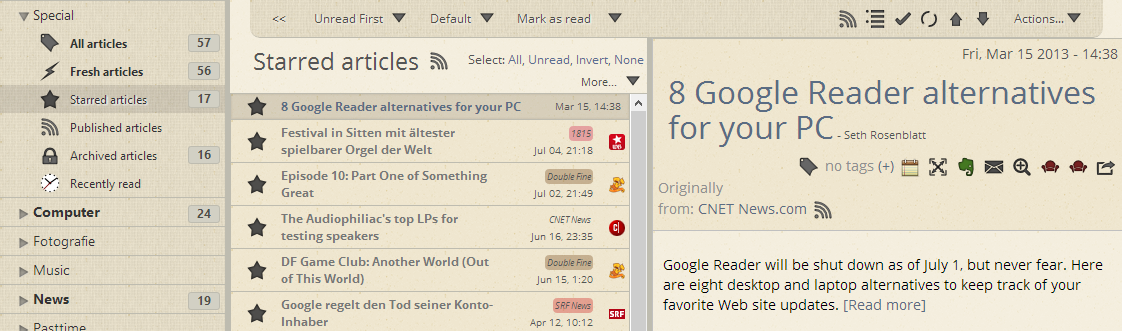 Special
All articles 57
Fresh articles 56
Starred articles 17
Published articles
Archived articles 16
Recently read
Computer 24
Fotografie
Music
News 19
Pasttime
<< Unread First Default Mark as read Actions...
Starred articles Select: All, Unread, Invert, None
More...
8 Google Reader alternatives for your PC Mar 15, 14:38
Festival in Sitten mit ältester 1815
spielbarer Orgel der Welt Jul 04, 21:18
Episode 10: Part One of Something Double Fine
Great Jul 02, 21:49
The Audiophiliac's top LPs for CNET News
testing speakers Jun 16, 23:35
DF Game Club: Another World (Out Double Fine
of This World) Jun 15, 1:20
Google regelt den Tod seiner Konto- SRF News
Inhaber Apr 12, 10:12 SRF
Fri, Mar 15 2013 - 14:38
8 Google Reader alternatives
for your PC - Seth Rosenblatt
no tags (+)
Originally
from: CNET News.com
Google Reader will be shut down as of July 1, but never fear. Here
are eight desktop and laptop alternatives to keep track of your
favorite Web site updates. [Read more]